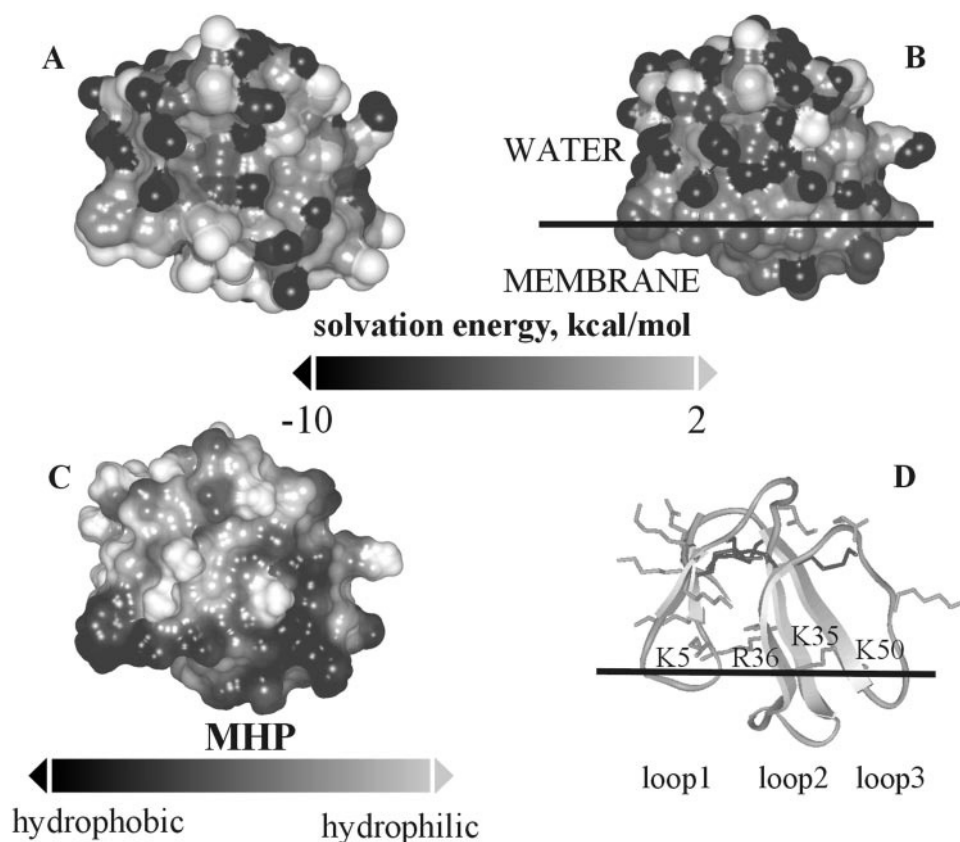 A
B
WATER
MEMBRANE
solvation energy, kcal/mol
-10 2
C
D
K5 R36 K35 K50
loop1 loop2 loop3
MHP
hydrophobic hydrophilic